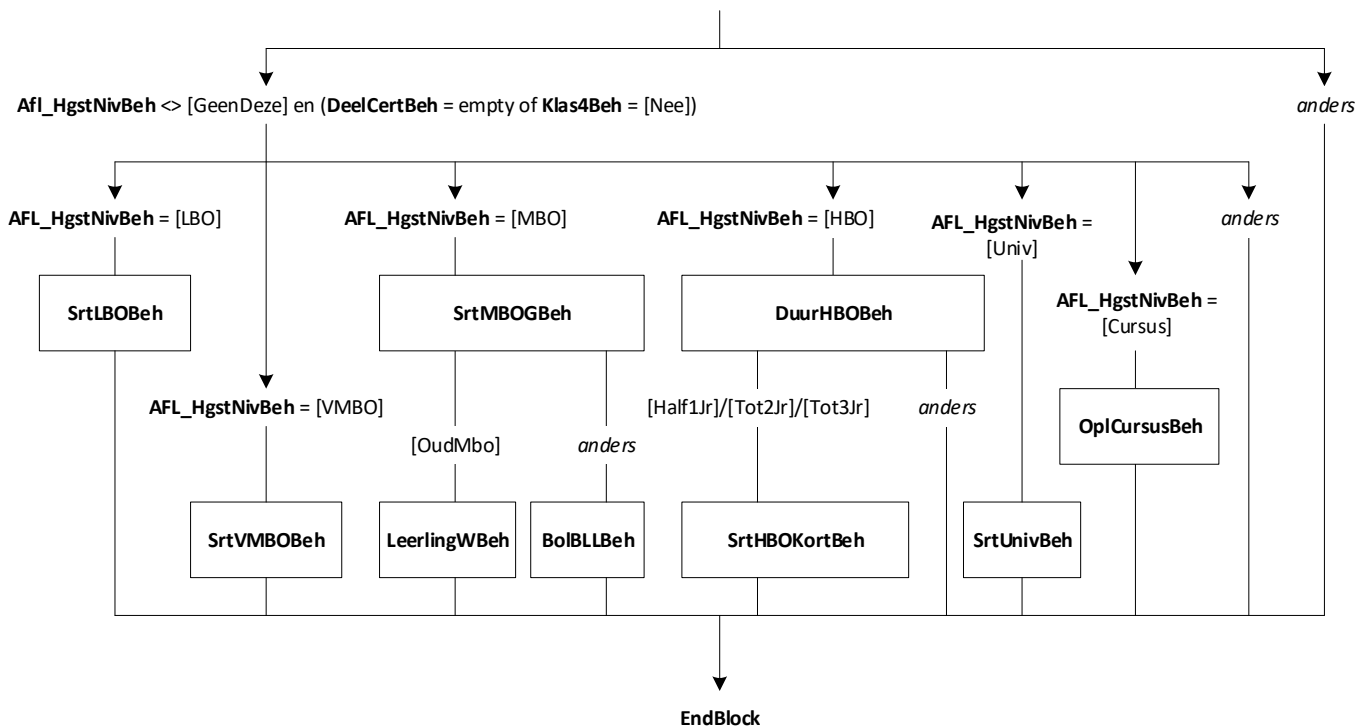 Afl_HgstNivBeh <> [GeenDeze] en (DeelCertBeh = empty of Klas4Beh = [Nee])
anders
AFL_HgstNivBeh = [LBO]
AFL_HgstNivBeh = [MBO]
AFL_HgstNivBeh = [HBO]
AFL_HgstNivBeh =
[Univ]
anders
SrtLBOBeh
SrtMBOGBeh
DuurHBOBeh
AFL_HgstNivBeh =
[Cursus]
AFL_HgstNivBeh = [VMBO]
[Half1Jr]/[Tot2Jr]/[Tot3Jr]
anders
OplCursusBeh
[OudMbo]
anders
SrtVMBOBeh
LeerlingWBeh
BolBLLBeh
SrtHBOKortBeh
SrtUnivBeh
EndBlock